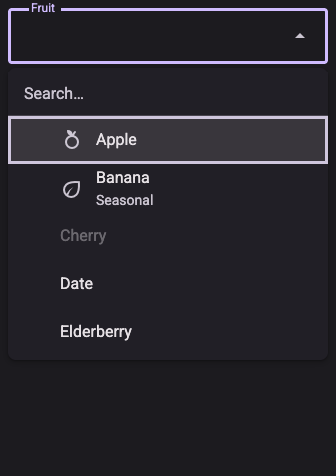 Fruit
Search…
Apple
Banana
Seasonal
Cherry
Date
Elderberry